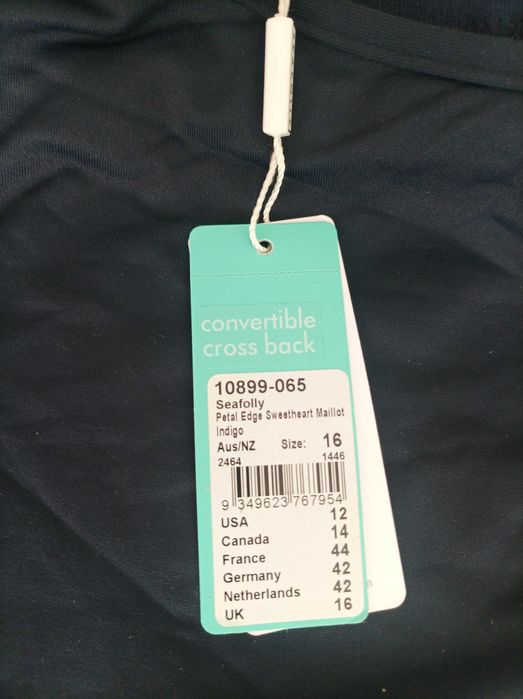 convertible
cross back
10899-065
Seafolly
Petal Edge Sweetheart Maillot
Indigo
Aus/NZ Size: 16
2464 1446
9 349623 767954
USA 12
Canada 14
France 44
Germany 42
Netherlands 42
UK 16